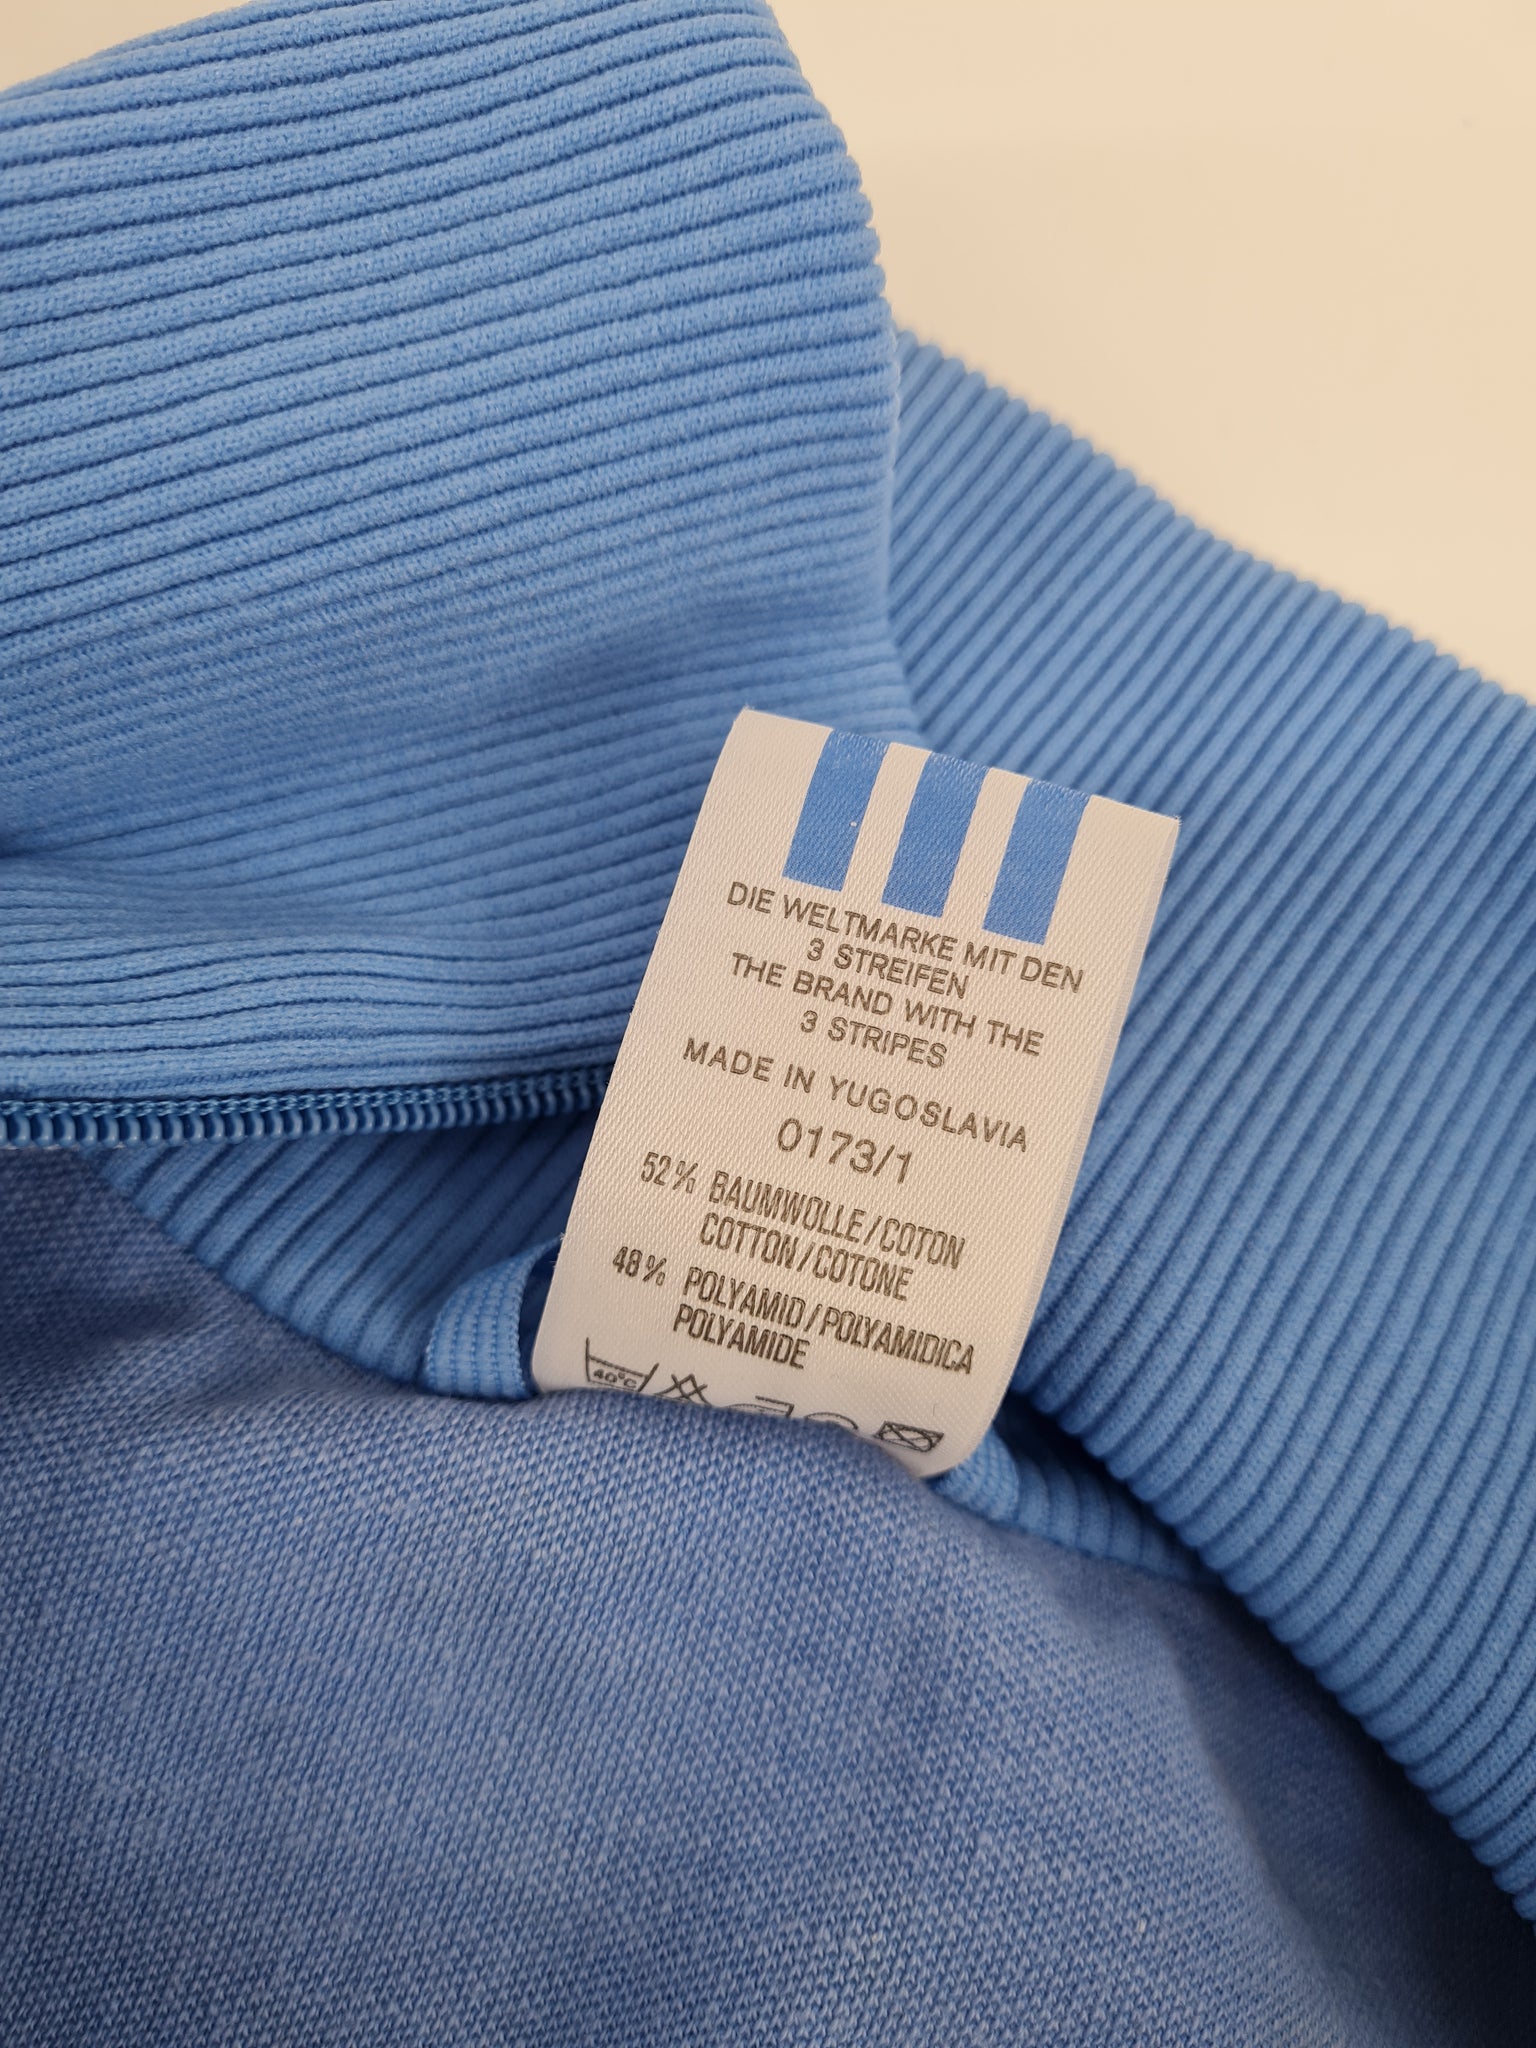 DIE WELTMARKE MIT DEN
3 STREIFEN
THE BRAND WITH THE
3 STRIPES
MADE IN YUGOSLAVIA
0173/1
52% BAUMWOLLE/COTON
COTTON/COTONE
48% POLYAMID/POLYAMIDICA
POLYAMIDE
40°C